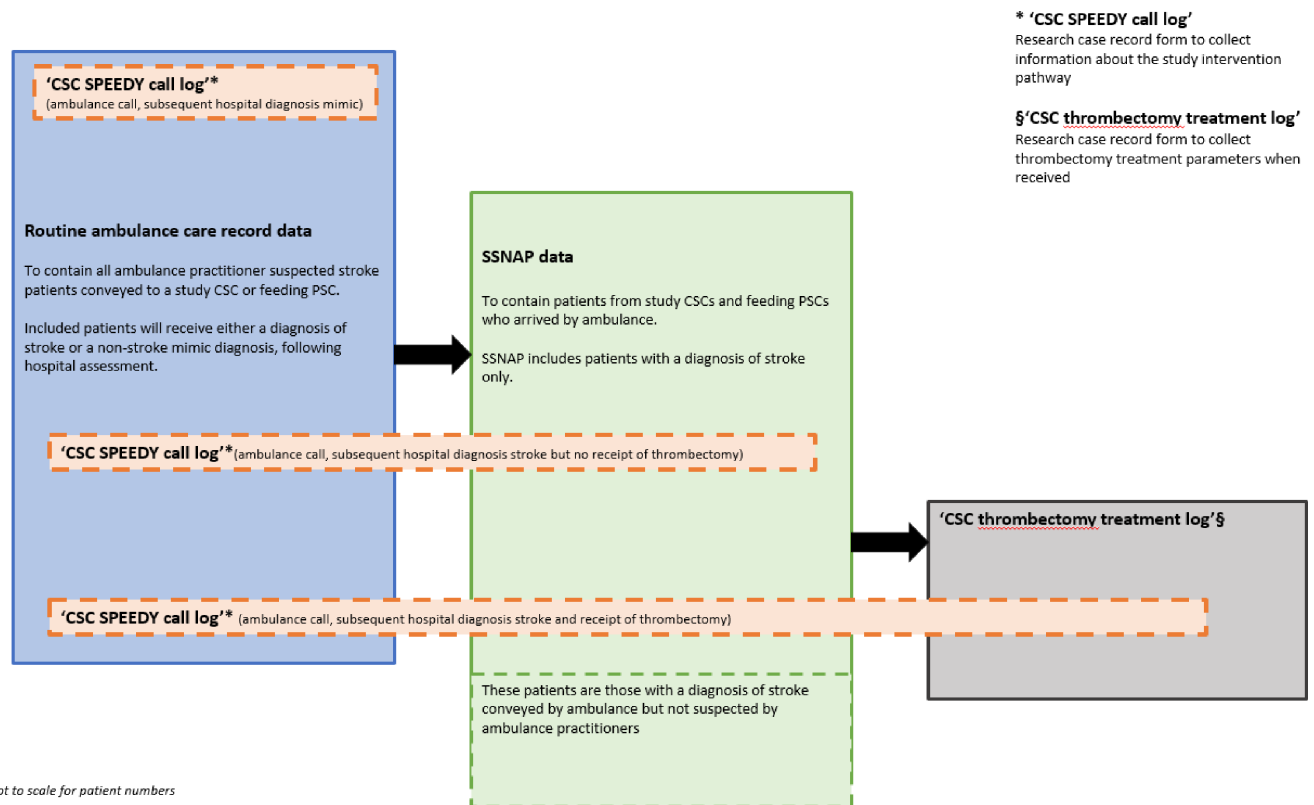 * ‘CSC SPEEDY call log’
Research case record form to collect
information about the study intervention
pathway
§‘CSC thrombectomy treatment log’
Research case record form to collect
thrombectomy treatment parameters when
received
‘CSC SPEEDY call log’*
(ambulance call, subsequent hospital diagnosis mimic)
Routine ambulance care record data
To contain all ambulance practitioner suspected stroke
patients conveyed to a study CSC or feeding PSC.
Included patients will receive either a diagnosis of
stroke or a non-stroke mimic diagnosis, following
hospital assessment.
SSNAP data
To contain patients from study CSCs and feeding PSCs
who arrived by ambulance.
SSNAP includes patients with a diagnosis of stroke
only.
‘CSC SPEEDY call log’*(ambulance call, subsequent hospital diagnosis stroke but no receipt of thrombectomy)
‘CSC thrombectomy treatment log’§
‘CSC SPEEDY call log’* (ambulance call, subsequent hospital diagnosis stroke and receipt of thrombectomy)
These patients are those with a diagnosis of stroke
conveyed by ambulance but not suspected by
ambulance practitioners
to scale for patient numbers